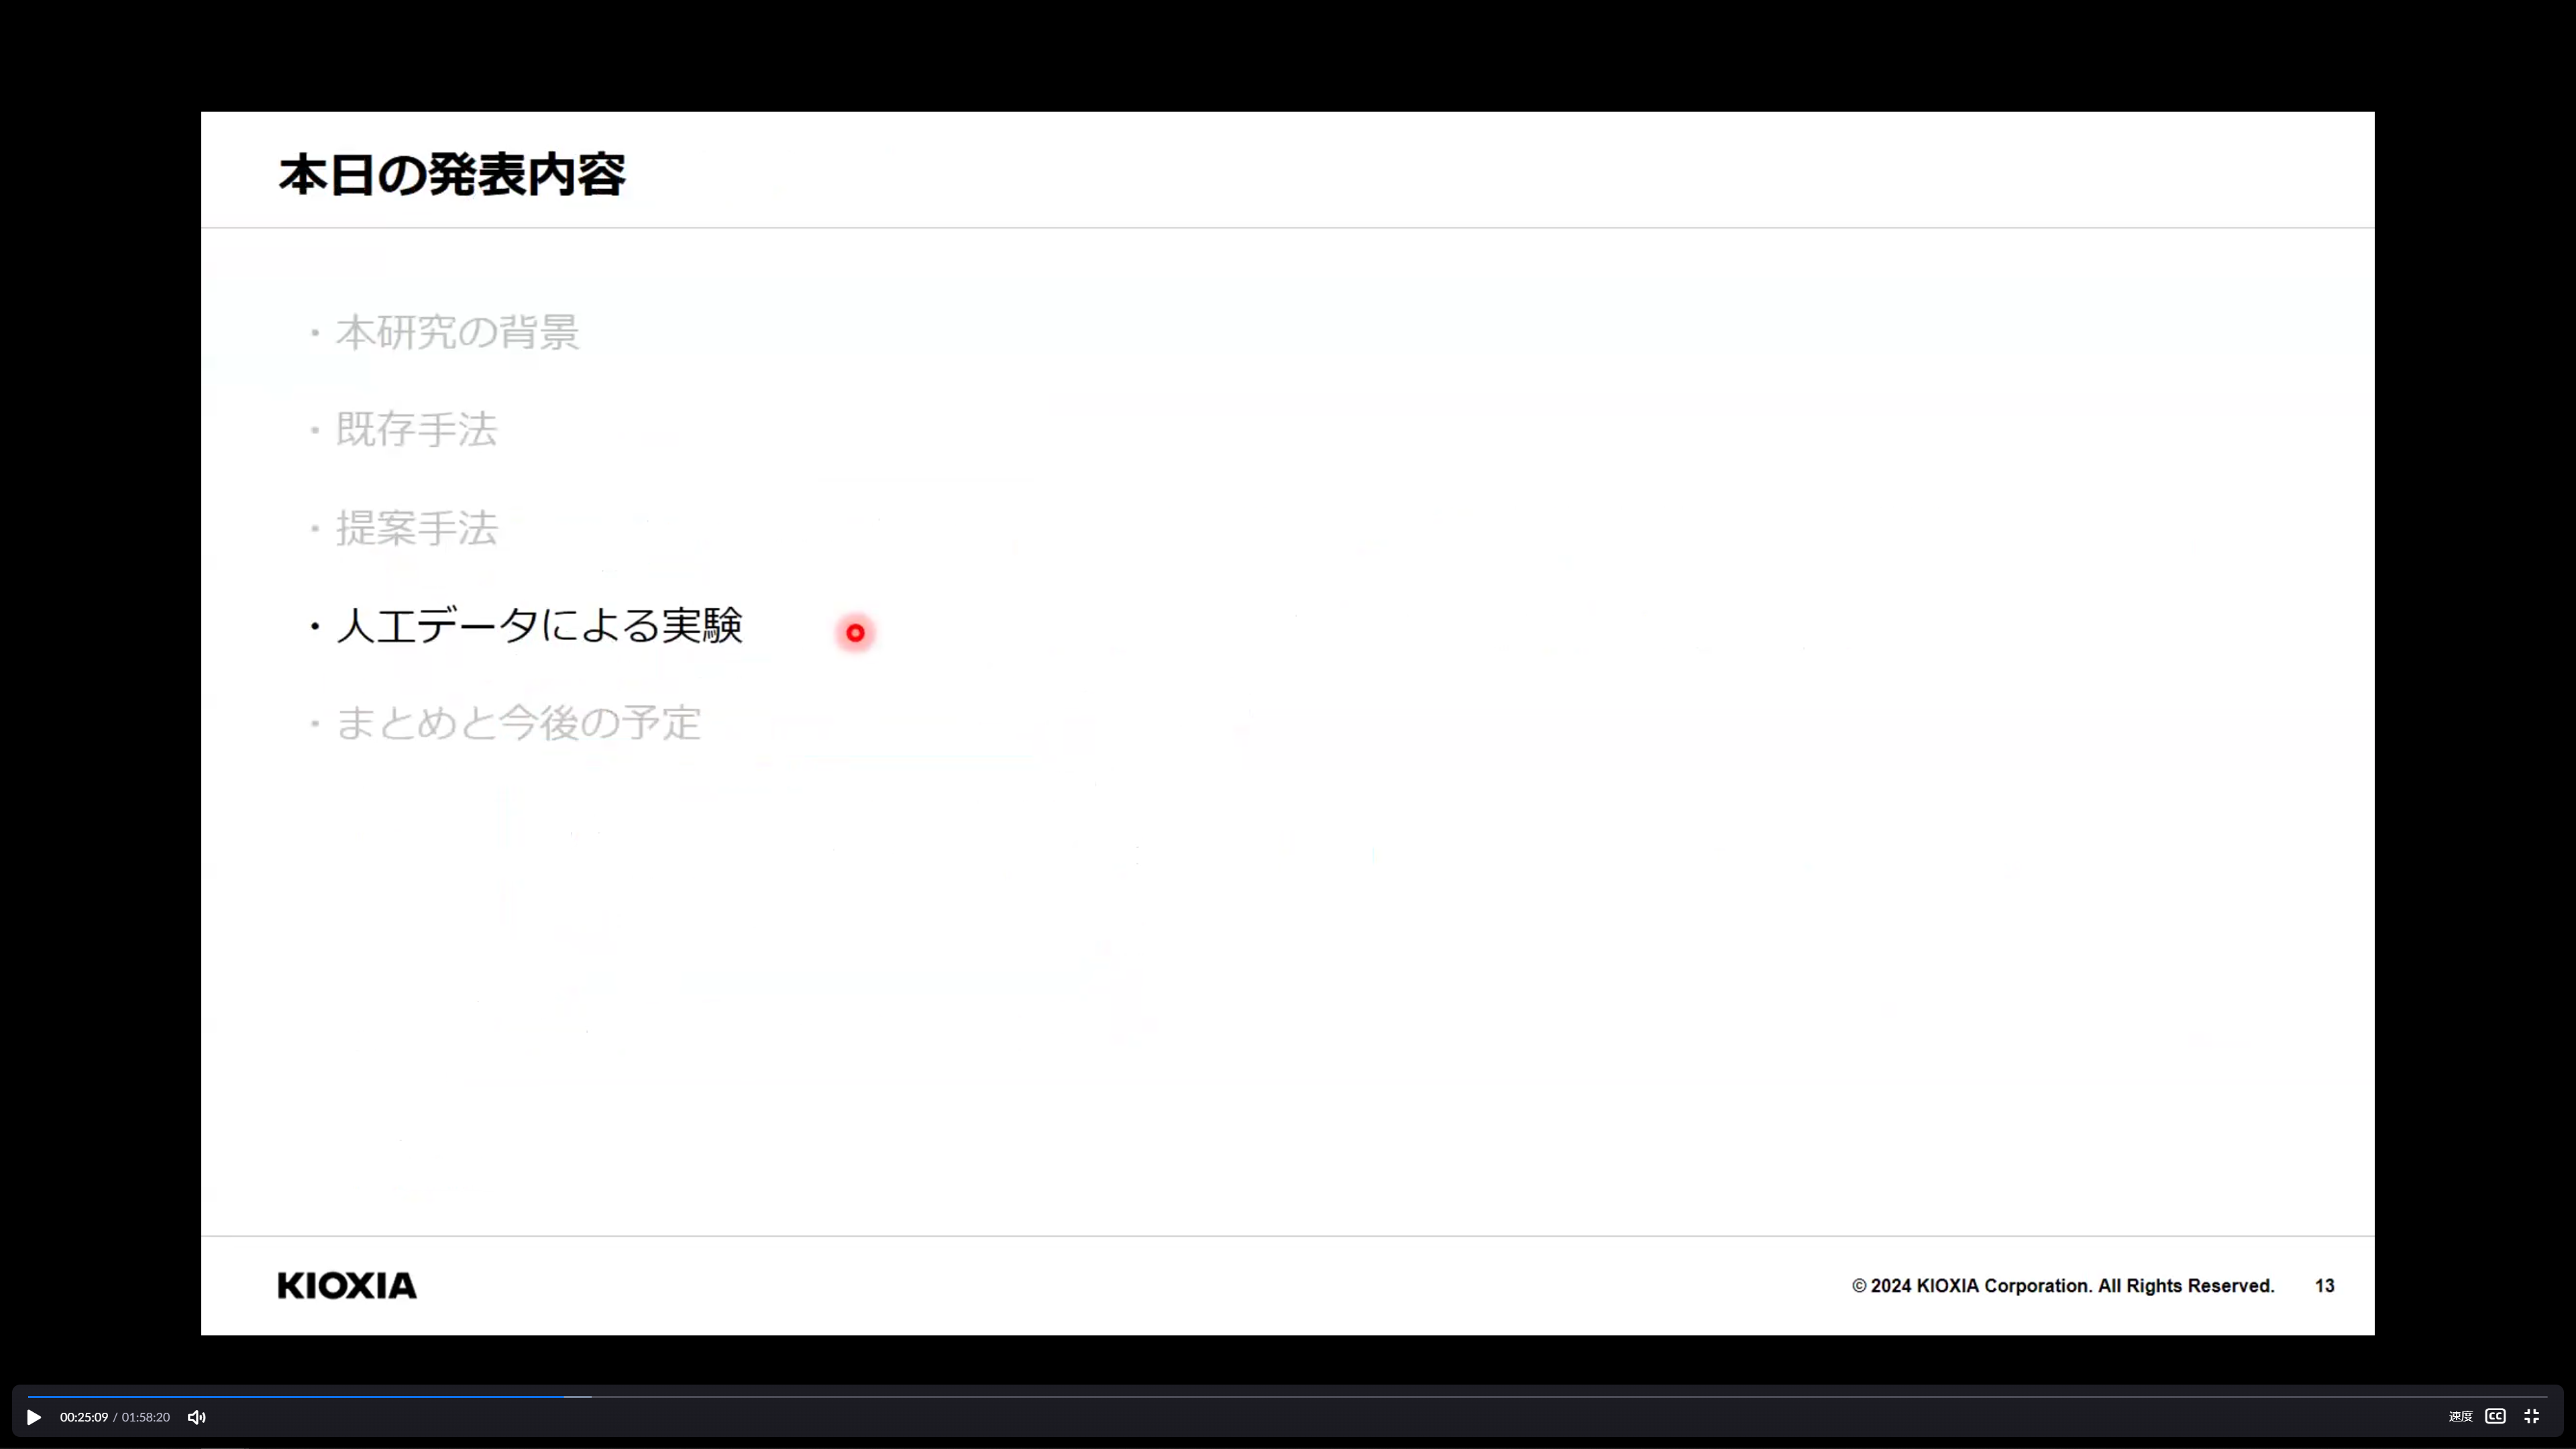 本日の発表内容
・本研究の背景
・既存手法
・提案手法
・人工データによる実験
・まとめと今後の予定
KIOXIA
© 2024 KIOXIA Corporation. All Rights Reserved. 13
00:25:09 / 01:58:20
速度 CC